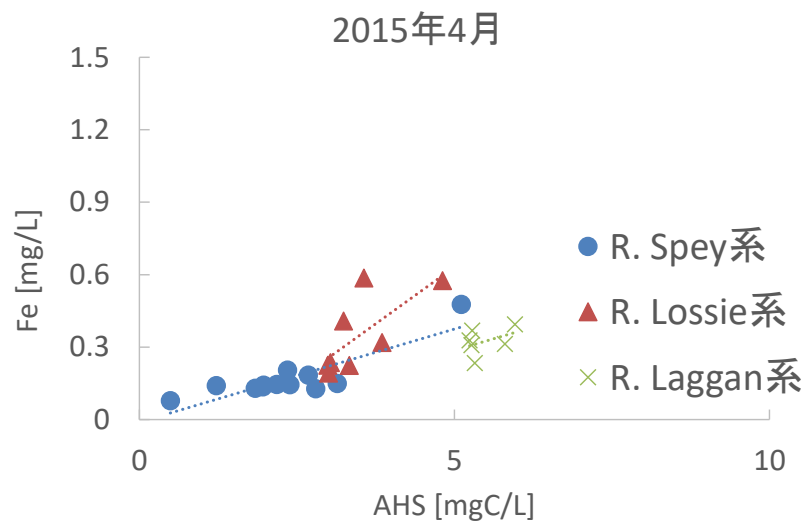 2015年4月
1.5
1.2
0.9
0.6
0.3
0
Fe [mg/L]
R. Spey系
R. Lossie系
R. Laggan系
0
5
10
AHS [mgC/L]